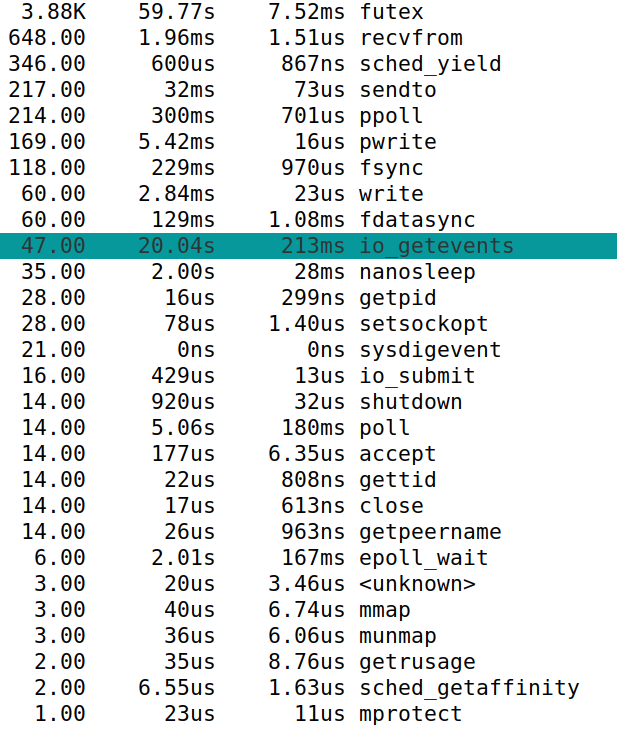 3.88K 59.77s 7.52ms futex
648.00 1.96ms 1.51us recvfrom
346.00 600us 867ns sched_yield
217.00 32ms 73us sendto
214.00 300ms 701us ppoll
169.00 5.42ms 16us pwrite
118.00 229ms 970us fsync
60.00 2.84ms 23us write
60.00 129ms 1.08ms fdatasync
47.00 20.04s 213ms io_getevents
35.00 2.00s 28ms nanosleep
28.00 16us 299ns getpid
28.00 78us 1.40us setsockopt
21.00 0ns 0ns sysdigevent
16.00 429us 13us io_submit
14.00 920us 32us shutdown
14.00 5.06s 180ms poll
14.00 177us 6.35us accept
14.00 22us 808ns gettid
14.00 17us 613ns close
14.00 26us 963ns getpeername
6.00 2.01s 167ms epoll_wait
3.00 20us 3.46us <unknown>
3.00 40us 6.74us mmap
3.00 36us 6.06us munmap
2.00 35us 8.76us getrusage
2.00 6.55us 1.63us sched_getaffinity
1.00 23us 11us mprotect